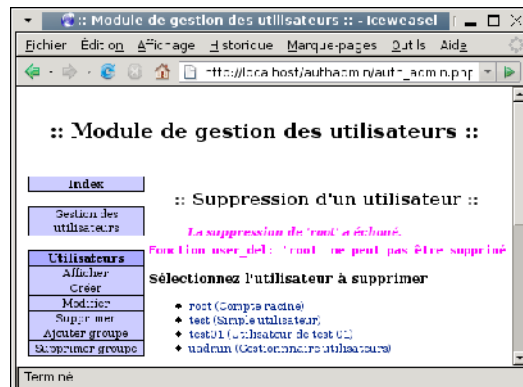 :: Module de gestion des utilisateurs :: - Iceweasel
Fichier Édition Affichage Historique Marque-pages Outils Aide
http://localhost/authadmin/auth_admin.php
:: Module de gestion des utilisateurs ::
Index
Gestion des
utilisateurs
Utilisateurs
Afficher
Créer
Modifier
Supprimer
Ajouter groupe
Supprimer groupe
:: Suppression d'un utilisateur ::
La suppression de 'root' a échoué.
Fonction user_del: 'root' ne peut pas être supprimé
Sélectionnez l'utilisateur à supprimer
root (Compte racine)
test (Simple utilisateur)
test01 (Utilisateur de test 01)
uadmin (Gestionnaire utilisateurs)
Terminé